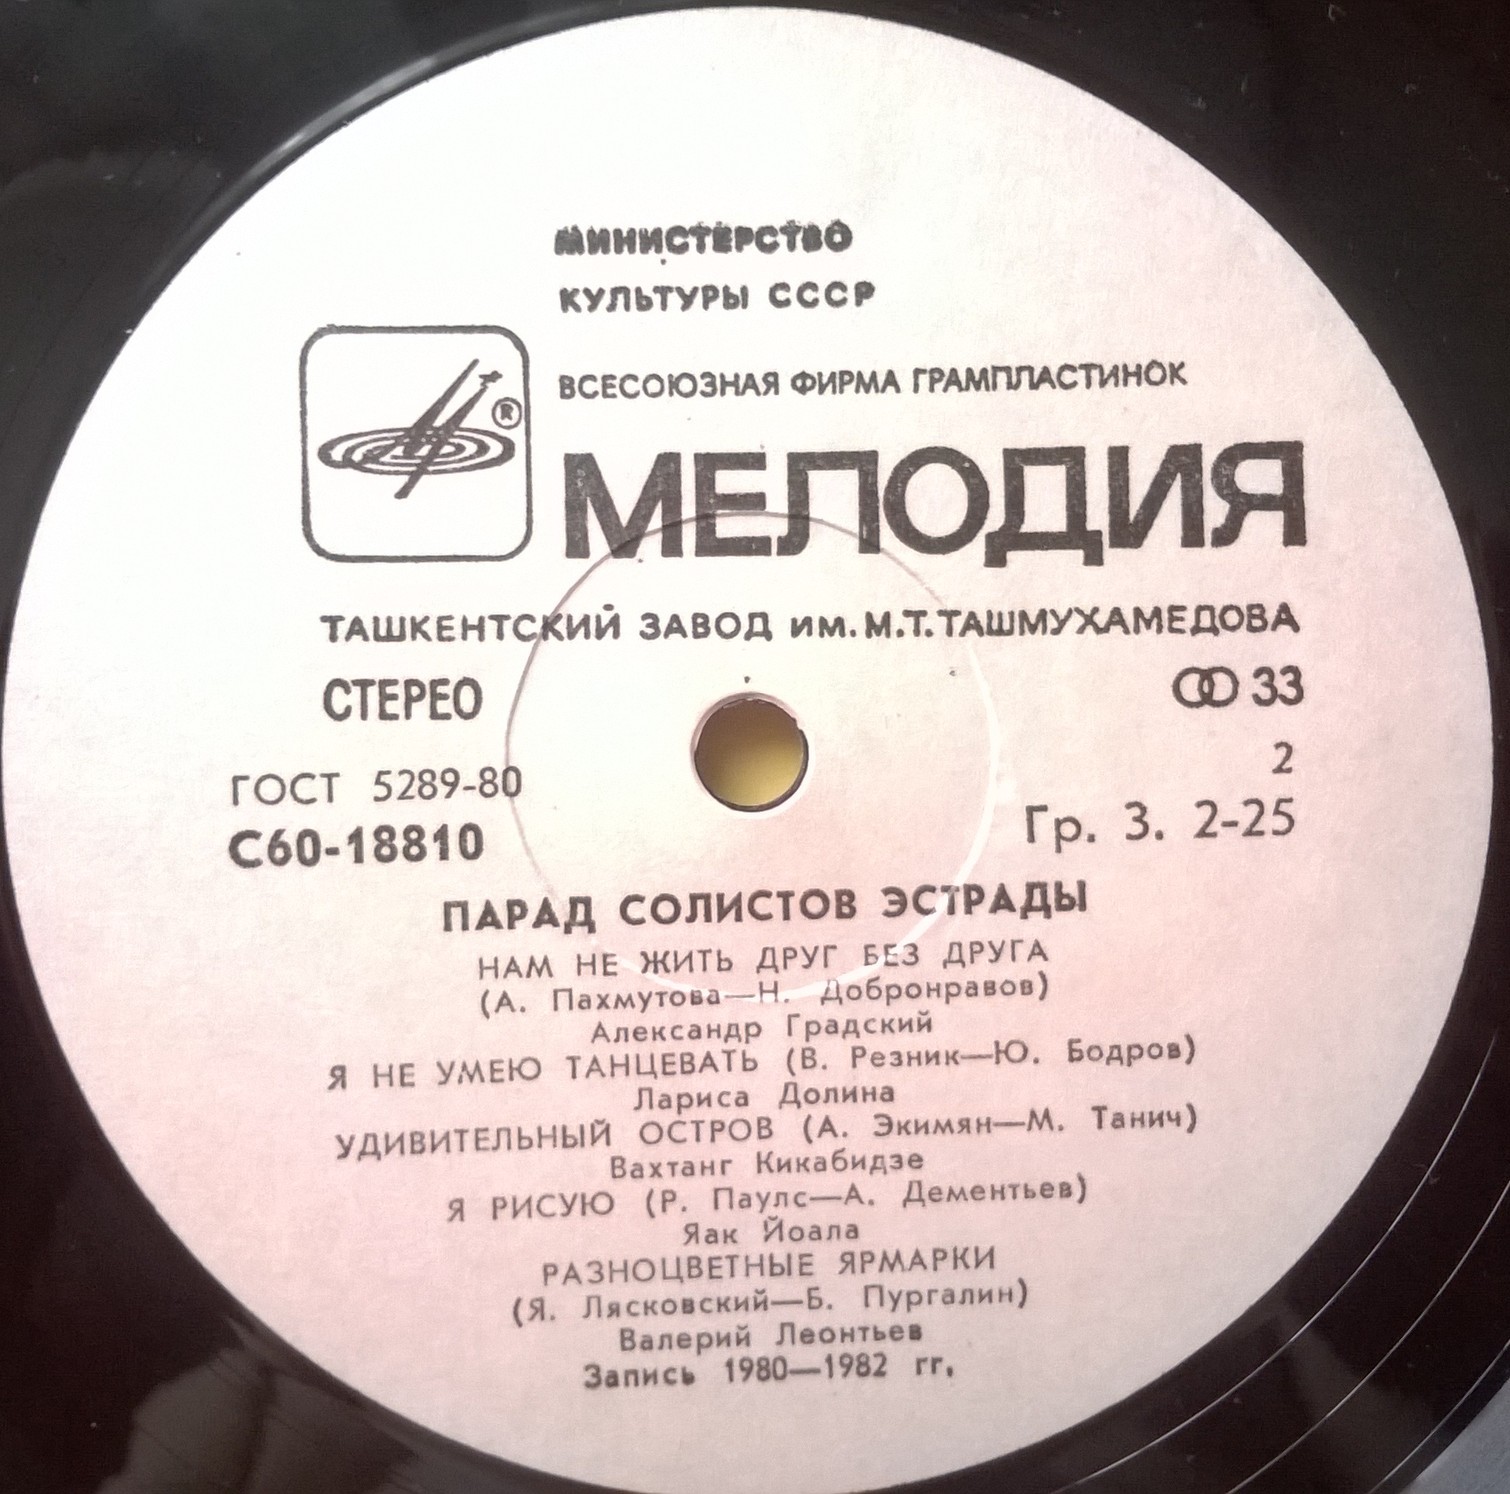 МИНИСТЕРСТВО
КУЛЬТУРЫ СССР
ВСЕСОЮЗНАЯ ФИРМА ГРАМПЛАСТИНОК
®
МЕЛОДИЯ
ТАШКЕНТСКИЙ ЗАВОД им. М.Т. ТАШМУХАМЕДОВА
СТЕРЕО 33
2
ГОСТ 5289-80
С60-18810 Гр. 3. 2-25
ПАРАД СОЛИСТОВ ЭСТРАДЫ
НАМ НЕ ЖИТЬ ДРУГ БЕЗ ДРУГА
(А. Пахмутова—Н. Добронравов)
Александр Градский
Я НЕ УМЕЮ ТАНЦЕВАТЬ (В. Резник—Ю. Бодров)
Лариса Долина
УДИВИТЕЛЬНЫЙ ОСТРОВ (А. Экимян—М. Танич)
Вахтанг Кикабидзе
Я РИСУЮ (Р. Паулс—А. Дементьев)
Яак Йоала
РАЗНОЦВЕТНЫЕ ЯРМАРКИ
(Я. Лясковский—Б. Пургалин)
Валерий Леонтьев
Запись 1980—1982 гг.